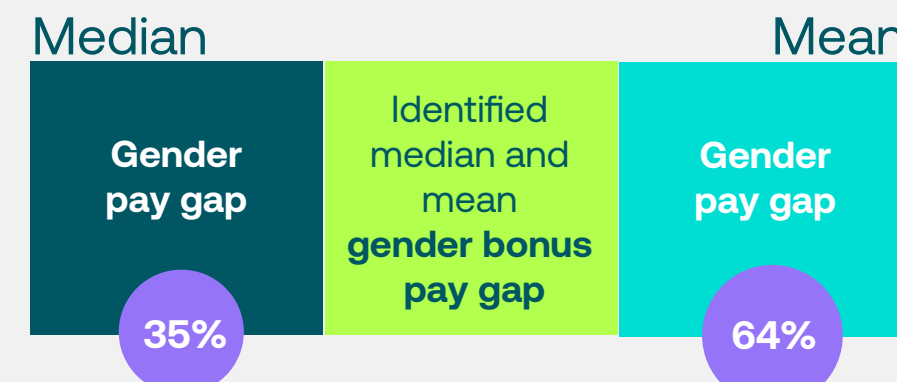 Median
Mean
Gender
pay gap
35%
Identified
median and
mean
gender bonus
pay gap
Gender
pay gap
64%